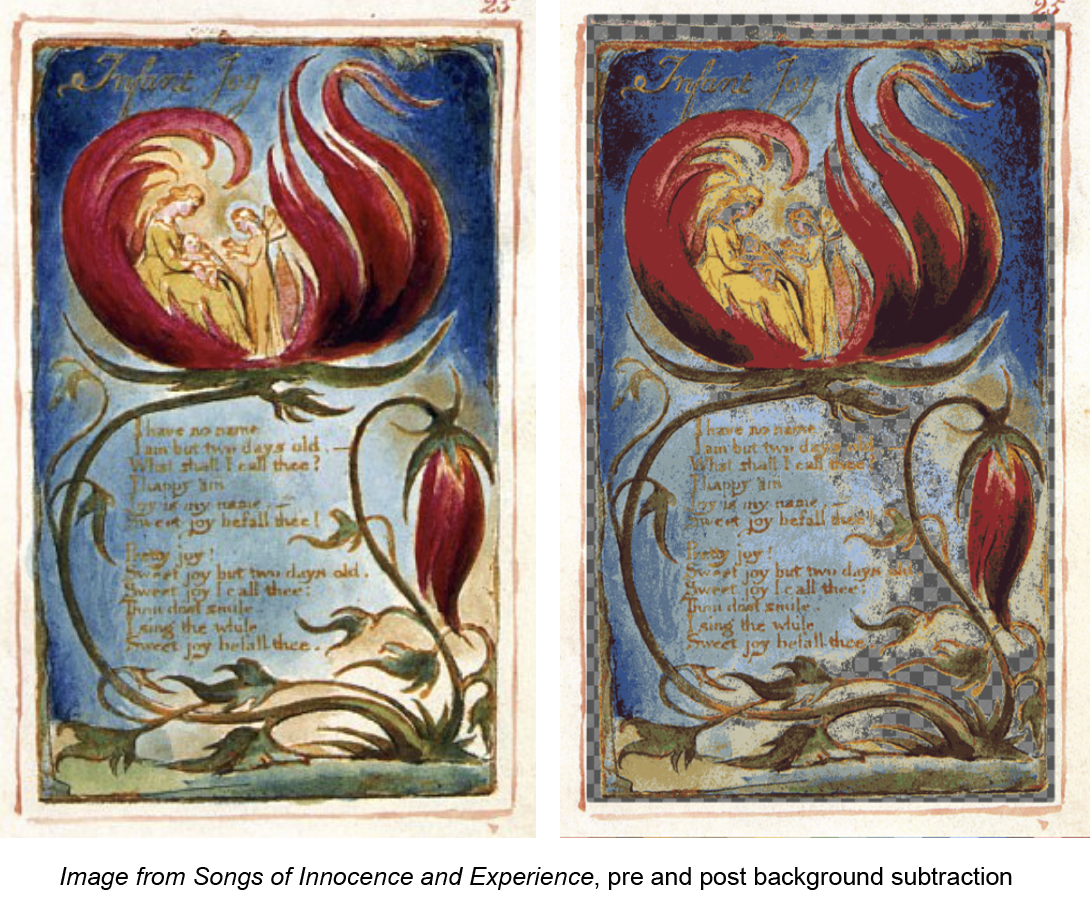 25
Infant Joy
I have no name
I am but two days old. —
What shall I call thee?
I happy am
Joy is my name, —
Sweet joy befall thee!
Pretty joy!
Sweet joy but two days old.
Sweet joy I call thee:
Thou dost smile.
I sing the while
Sweet joy befall thee.
25
Infant Joy
I have no name
I am but two days old
What shall I call thee
I happy am
Joy is my name
Sweet joy befall thee!
Pretty joy!
Sweet joy but two days old
Sweet joy I call thee:
Thou dost smile.
I sing the while
Sweet joy befall thee
Image from Songs of Innocence and Experience, pre and post background subtraction